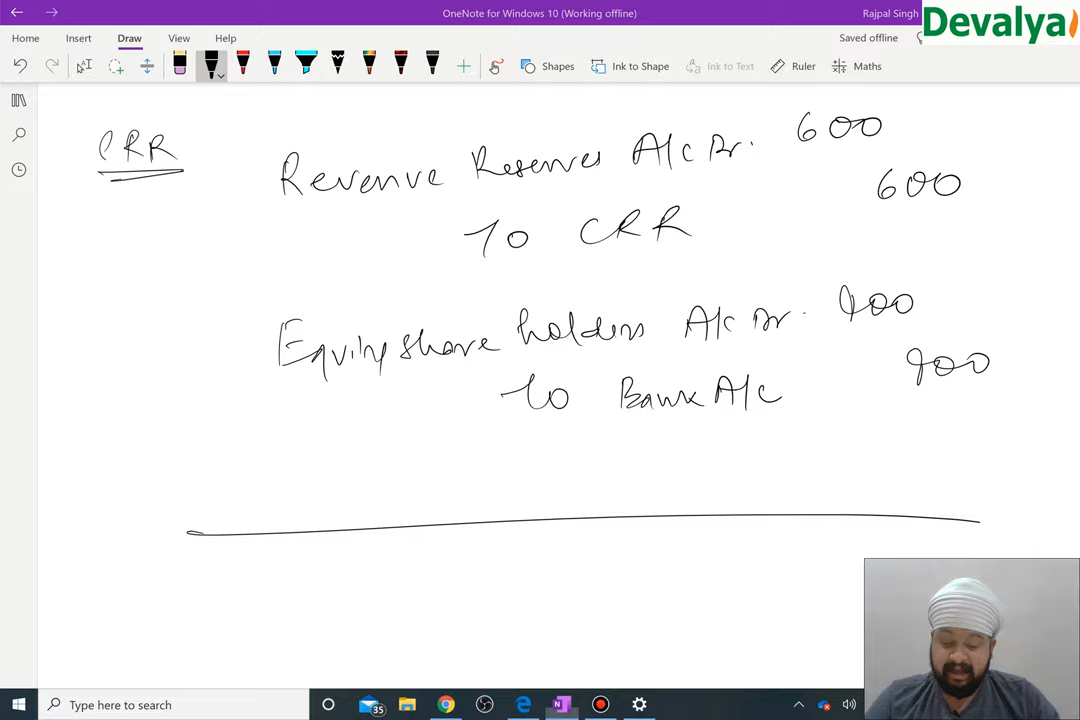 OneNote for Windows 10 (Working offline)
Rajpal Singh
Devalya
Home Insert Draw View Help
Saved offline
Shapes Ink to Shape Ink to Text Ruler Maths
CRR
Revenue Reserves A/c Dr. 600
To CRR 600
Equity share holders A/c Dr. 900
To Bank A/c 900
Type here to search
35